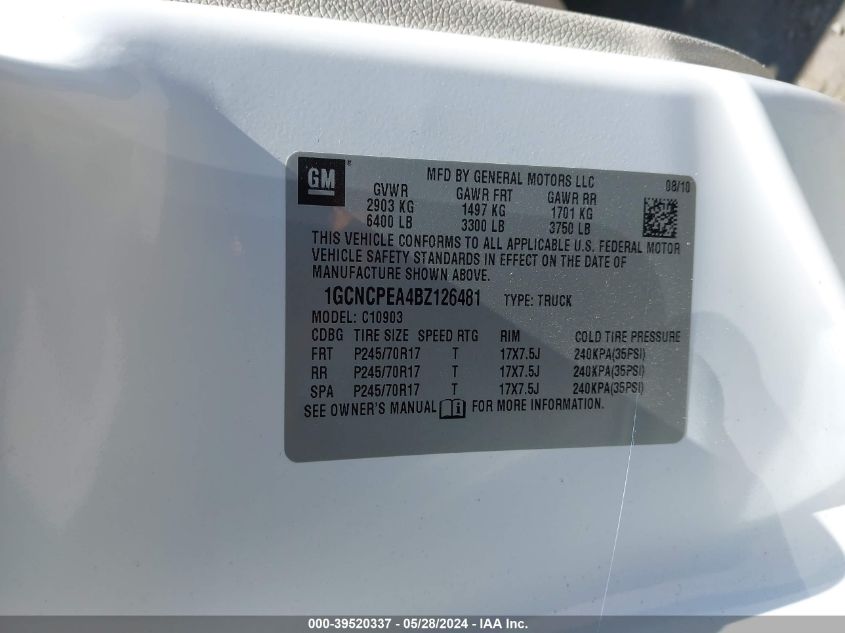 GM®
MFD BY GENERAL MOTORS LLC 08/10
GVWR GAWR FRT GAWR RR
2903 KG 1497 KG 1701 KG
6400 LB 3300 LB 3750 LB
THIS VEHICLE CONFORMS TO ALL APPLICABLE U.S. FEDERAL MOTOR
VEHICLE SAFETY STANDARDS IN EFFECT ON THE DATE OF
MANUFACTURE SHOWN ABOVE.
1GCNCPEA4BZ126481 TYPE: TRUCK
MODEL: C10903
CDBG TIRE SIZE SPEED RTG RIM COLD TIRE PRESSURE
FRT P245/70R17 T 17X7.5J 240KPA(35PSI)
RR P245/70R17 T 17X7.5J 240KPA(35PSI)
SPA P245/70R17 T 17X7.5J 240KPA(35PSI)
SEE OWNER'S MANUAL i FOR MORE INFORMATION.
000-39520337 - 05/28/2024 - IAA Inc.